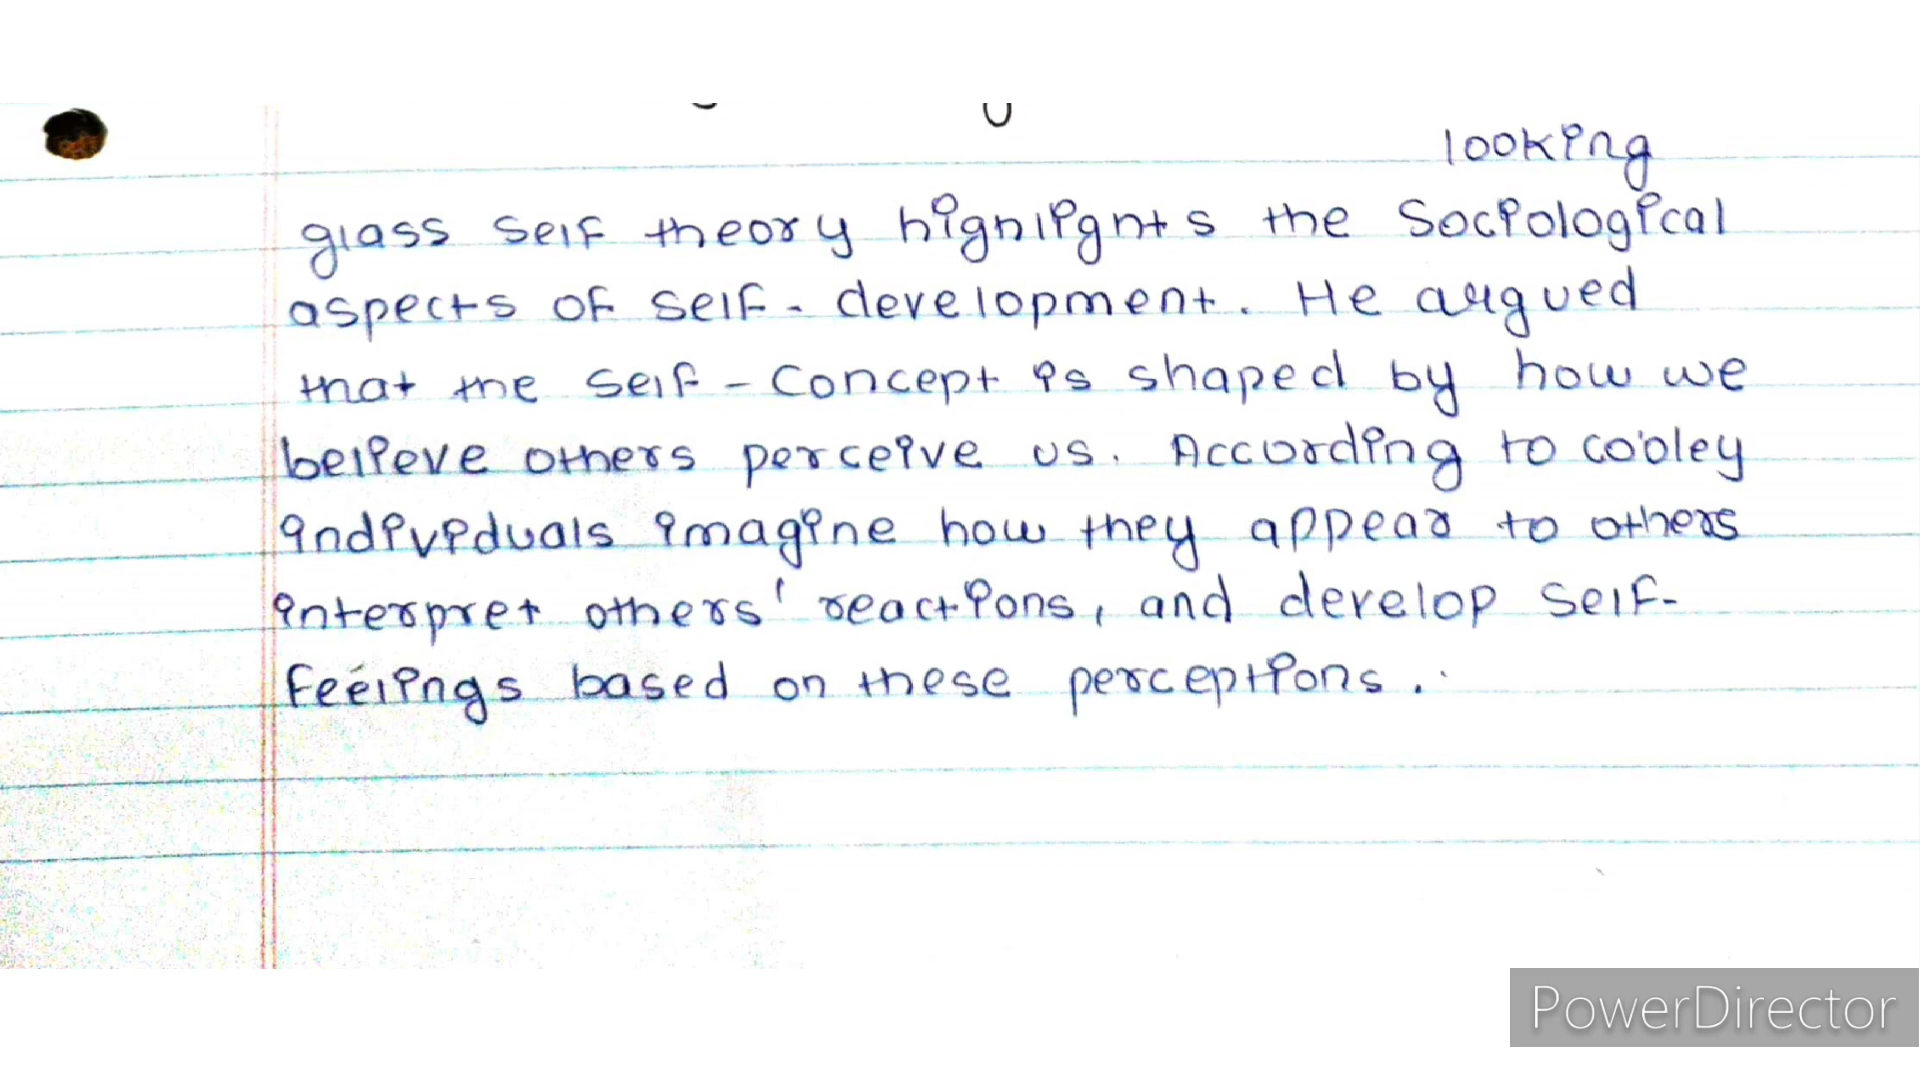 looking
glass self theory highlights the Sociological
aspects of self - development. He argued
that the self - Concept is shaped by how we
believe others perceive us. According to cooley
individuals imagine how they appear to others
interpret others' reactions, and develop self-
feelings based on these perceptions.
PowerDirector